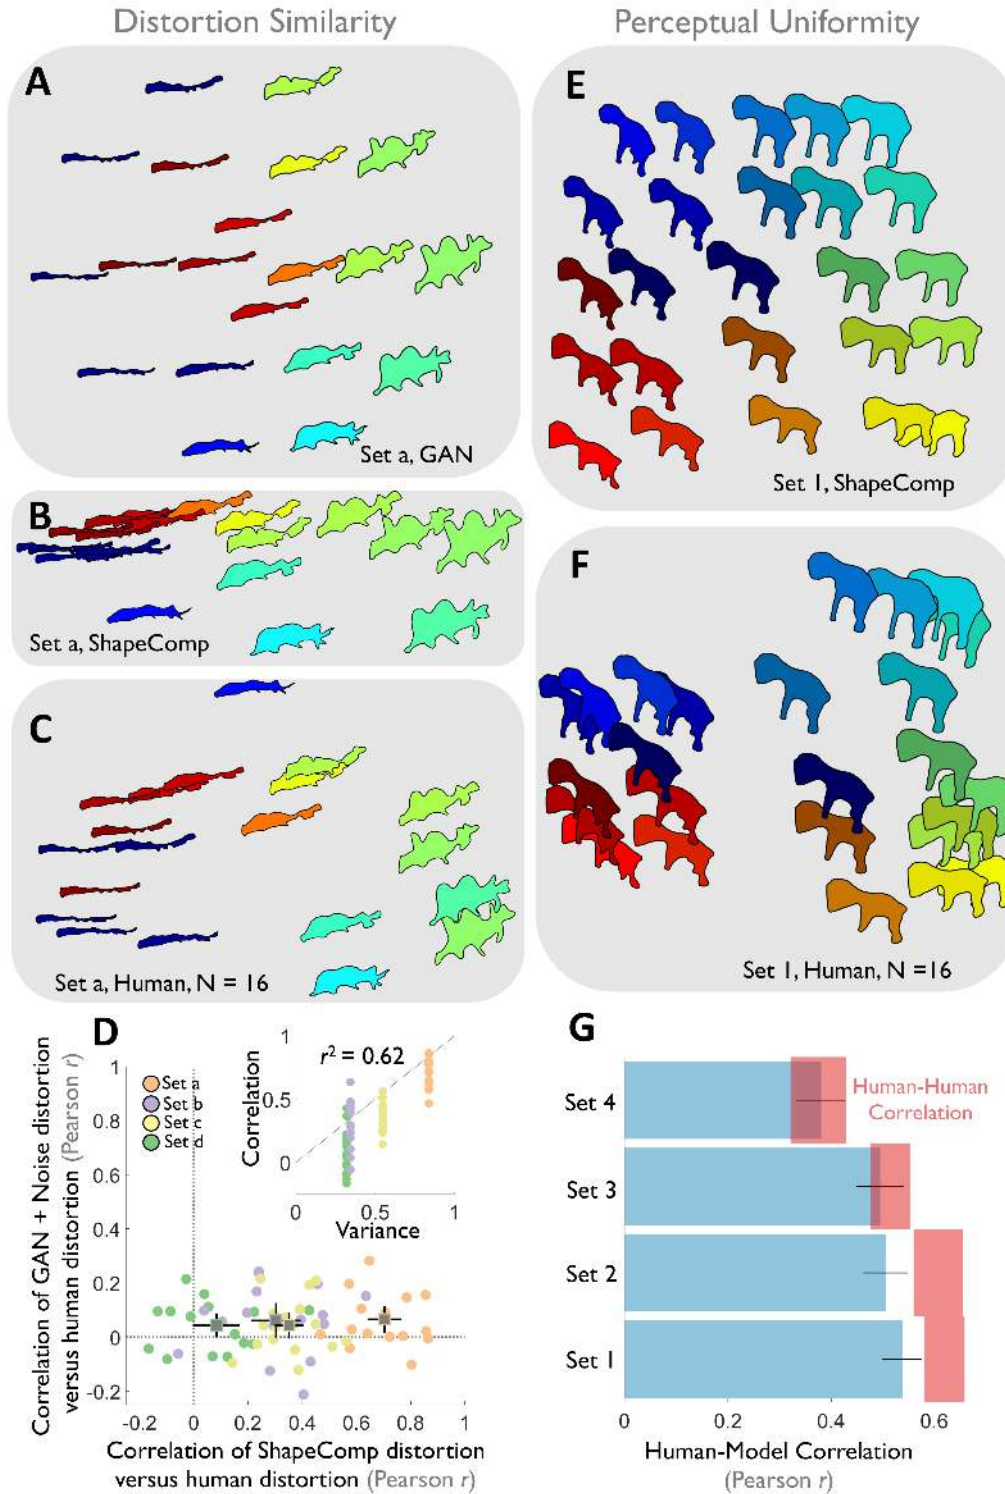 Distortion Similarity
Perceptual Uniformity
A
Set a, GAN
B
Set a, ShapeComp
C
Set a, Human, N = 16
E
Set 1, ShapeComp
F
Set 1, Human, N =16
D
Correlation of GAN + Noise distortion
versus human distortion (Pearson r)
1
0.8
0.6
0.4
0.2
0
-0.2
Set a
Set b
Set c
Set d
Correlation
1
0.5
0
r² = 0.62
0
0.5
1
Variance
-0.2
0
0.2
0.4
0.6
0.8
1
Correlation of ShapeComp distortion
versus human distortion (Pearson r)
G
Set 4
Set 3
Set 2
Set 1
Human-Human
Correlation
0
0.2
0.4
0.6
Human-Model Correlation
(Pearson r)